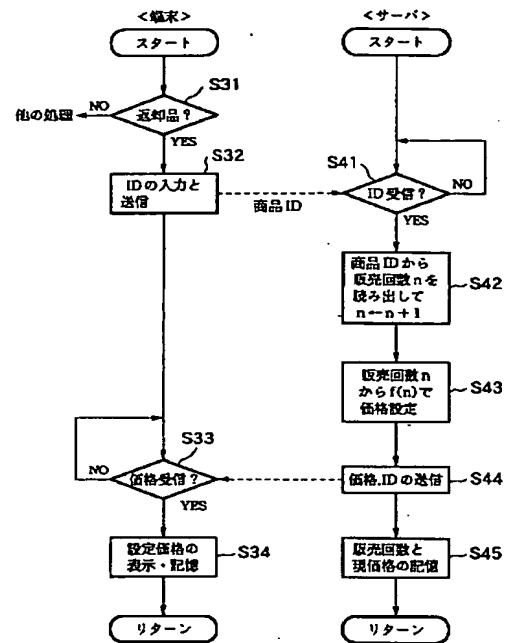 <端末>
スタート
S31
返却品?
NO
他の処理
YES
S32
IDの入力と
送信
商品ID
S33
価格受信?
NO
YES
設定価格の
表示・記憶
S34
リターン
<サーバ>
スタート
S41
ID受信?
NO
YES
商品IDから
販売回数nを
読み出して
n←n+1
S42
販売回数n
からf(n)で
価格設定
S43
価格,IDの送信
S44
販売回数と
現価格の記憶
S45
リターン